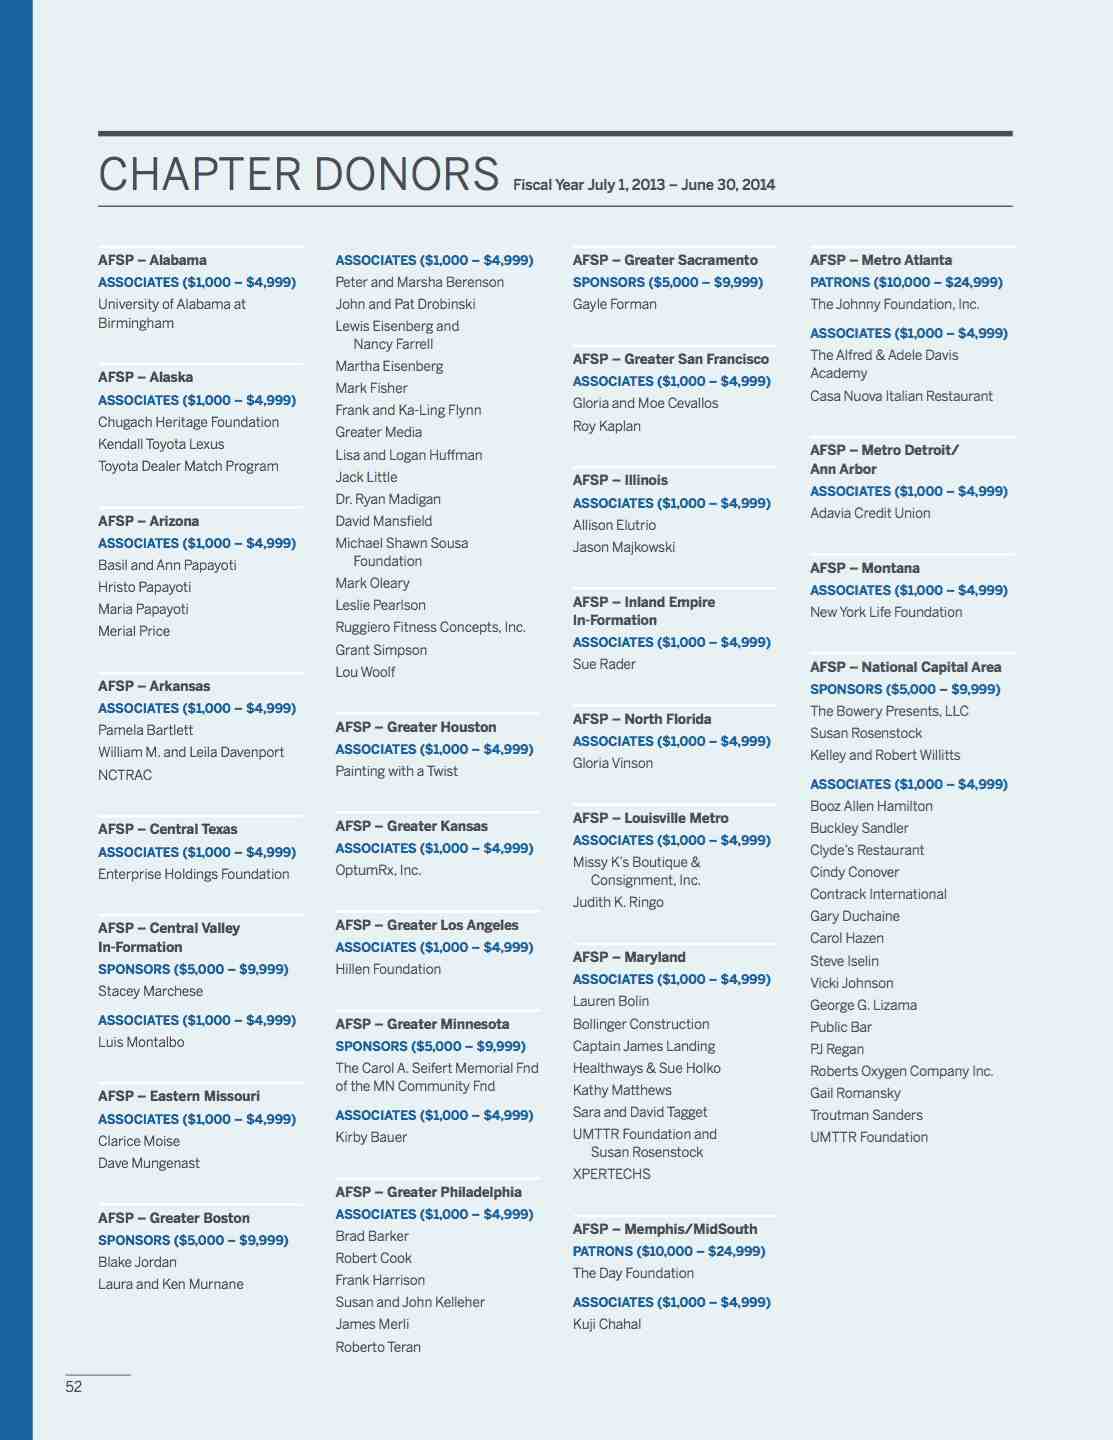 CHAPTER DONORS Fiscal Year July 1, 2013 – June 30, 2014
AFSP – Alabama
ASSOCIATES ($1,000 – $4,999)
University of Alabama at
Birmingham
AFSP – Alaska
ASSOCIATES ($1,000 – $4,999)
Chugach Heritage Foundation
Kendall Toyota Lexus
Toyota Dealer Match Program
AFSP – Arizona
ASSOCIATES ($1,000 – $4,999)
Basil and Ann Papayoti
Hristo Papayoti
Maria Papayoti
Merial Price
AFSP – Arkansas
ASSOCIATES ($1,000 – $4,999)
Pamela Bartlett
William M. and Leila Davenport
NCTRAC
AFSP – Central Texas
ASSOCIATES ($1,000 – $4,999)
Enterprise Holdings Foundation
AFSP – Central Valley
In-Formation
SPONSORS ($5,000 – $9,999)
Stacey Marchese
ASSOCIATES ($1,000 – $4,999)
Luis Montalbo
AFSP – Eastern Missouri
ASSOCIATES ($1,000 – $4,999)
Clarice Moise
Dave Mungenast
AFSP – Greater Boston
SPONSORS ($5,000 – $9,999)
Blake Jordan
Laura and Ken Murnane
ASSOCIATES ($1,000 – $4,999)
Peter and Marsha Berenson
John and Pat Drobinski
Lewis Eisenberg and
Nancy Farrell
Martha Eisenberg
Mark Fisher
Frank and Ka-Ling Flynn
Greater Media
Lisa and Logan Huffman
Jack Little
Dr. Ryan Madigan
David Mansfield
Michael Shawn Sousa
Foundation
Mark Oleary
Leslie Pearlson
Ruggiero Fitness Concepts, Inc.
Grant Simpson
Lou Woolf
AFSP – Greater Houston
ASSOCIATES ($1,000 – $4,999)
Painting with a Twist
AFSP – Greater Kansas
ASSOCIATES ($1,000 – $4,999)
OptumRx, Inc.
AFSP – Greater Los Angeles
ASSOCIATES ($1,000 – $4,999)
Hillen Foundation
AFSP – Greater Minnesota
SPONSORS ($5,000 – $9,999)
The Carol A. Seifert Memorial Fnd
of the MN Community Fnd
ASSOCIATES ($1,000 – $4,999)
Kirby Bauer
AFSP – Greater Philadelphia
ASSOCIATES ($1,000 – $4,999)
Brad Barker
Robert Cook
Frank Harrison
Susan and John Kelleher
James Merli
Roberto Teran
AFSP – Greater Sacramento
SPONSORS ($5,000 – $9,999)
Gayle Forman
AFSP – Greater San Francisco
ASSOCIATES ($1,000 – $4,999)
Gloria and Moe Cevallos
Roy Kaplan
AFSP – Illinois
ASSOCIATES ($1,000 – $4,999)
Allison Elutrio
Jason Majkowski
AFSP – Inland Empire
In-Formation
ASSOCIATES ($1,000 – $4,999)
Sue Rader
AFSP – North Florida
ASSOCIATES ($1,000 – $4,999)
Gloria Vinson
AFSP – Louisville Metro
ASSOCIATES ($1,000 – $4,999)
Missy K's Boutique &
Consignment, Inc.
Judith K. Ringo
AFSP – Maryland
ASSOCIATES ($1,000 – $4,999)
Lauren Bolin
Bollinger Construction
Captain James Landing
Healthways & Sue Holko
Kathy Matthews
Sara and David Tagget
UMTTR Foundation and
Susan Rosenstock
XPERTECHS
AFSP – Memphis/MidSouth
PATRONS ($10,000 – $24,999)
The Day Foundation
ASSOCIATES ($1,000 – $4,999)
Kuji Chahal
AFSP – Metro Atlanta
PATRONS ($10,000 – $24,999)
The Johnny Foundation, Inc.
ASSOCIATES ($1,000 – $4,999)
The Alfred & Adele Davis
Academy
Casa Nuova Italian Restaurant
AFSP – Metro Detroit/
Ann Arbor
ASSOCIATES ($1,000 – $4,999)
Adavia Credit Union
AFSP – Montana
ASSOCIATES ($1,000 – $4,999)
New York Life Foundation
AFSP – National Capital Area
SPONSORS ($5,000 – $9,999)
The Bowery Presents, LLC
Susan Rosenstock
Kelley and Robert Willitts
ASSOCIATES ($1,000 – $4,999)
Booz Allen Hamilton
Buckley Sandler
Clyde's Restaurant
Cindy Conover
Contrack International
Gary Duchaine
Carol Hazen
Steve Iselin
Vicki Johnson
George G. Lizama
Public Bar
PJ Regan
Roberts Oxygen Company Inc.
Gail Romansky
Troutman Sanders
UMTTR Foundation
52